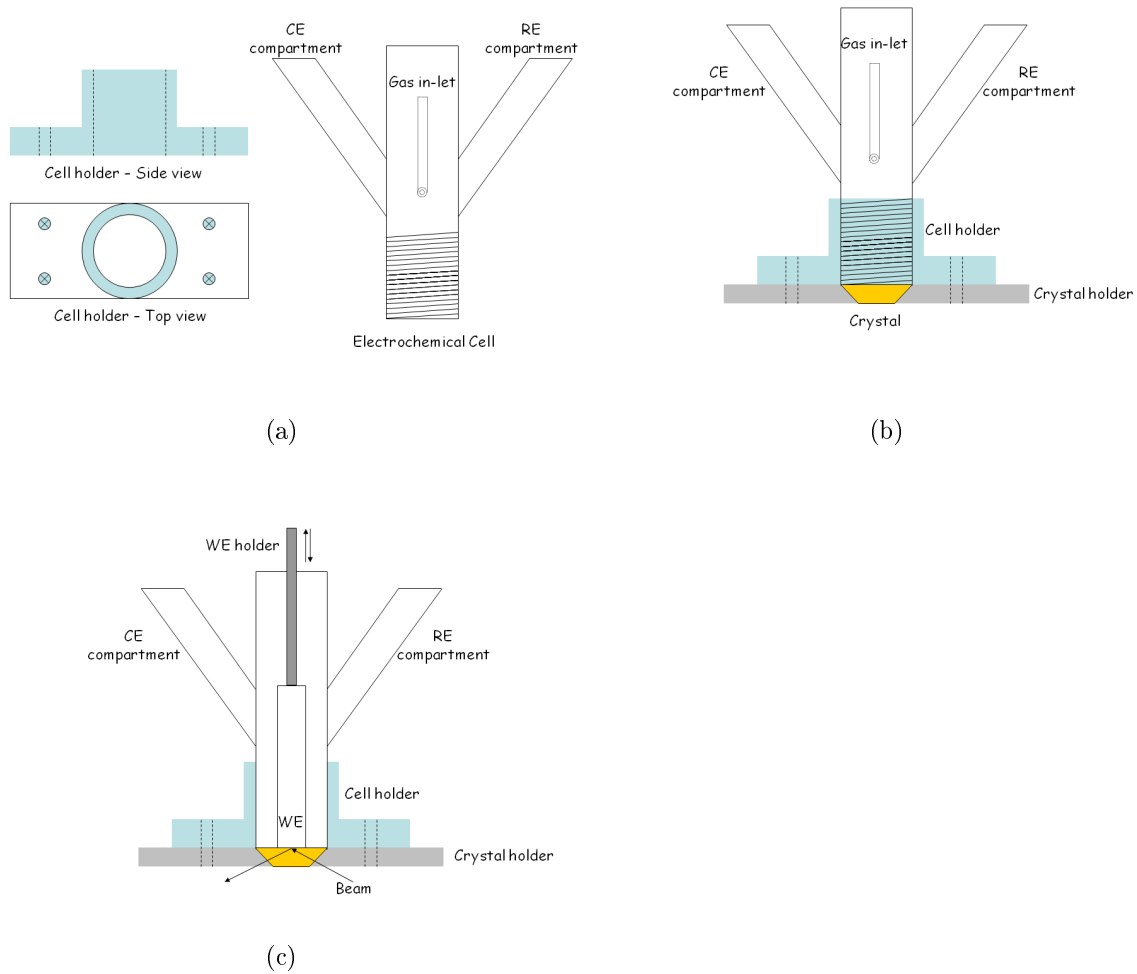 CE
compartment
RE
compartment
Gas in-let
Cell holder – Side view
Cell holder – Top view
Electrochemical Cell
(a)
Gas in-let
CE
compartment
RE
compartment
Cell holder
Crystal holder
Crystal
(b)
WE holder
CE
compartment
RE
compartment
Cell holder
WE
Crystal holder
Beam
(c)